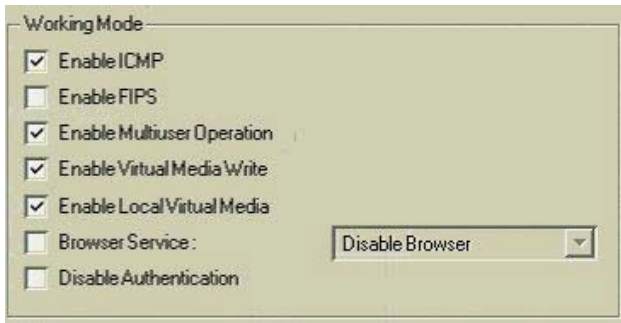 Working Mode
Enable ICMP
Enable FIPS
Enable Multiuser Operation
Enable Virtual Media Write
Enable Local Virtual Media
Browser Service: Disable Browser
Disable Authentication